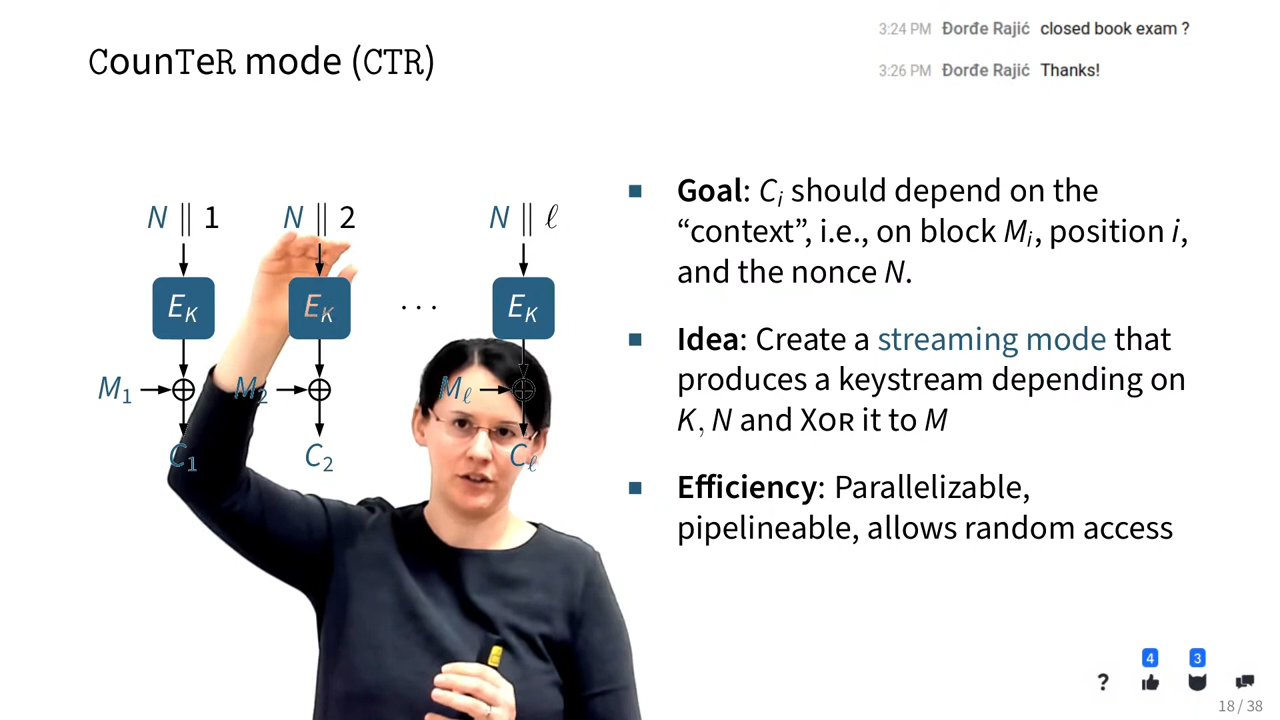 CounTeR mode (CTR)
3:24 PM Đorđe Rajić closed book exam ?
3:26 PM Đorđe Rajić Thanks!
N ∥ 1 N ∥ 2 N ∥ ℓ
E_K E_K ... E_K
M_1 M_2 M_ℓ
C_1 C_2 C_ℓ
■ Goal: C_i should depend on the
“context”, i.e., on block M_i, position i,
and the nonce N.
■ Idea: Create a streaming mode that
produces a keystream depending on
K, N and XOR it to M
■ Efficiency: Parallelizable,
pipelineable, allows random access
4 3
?
18 / 38